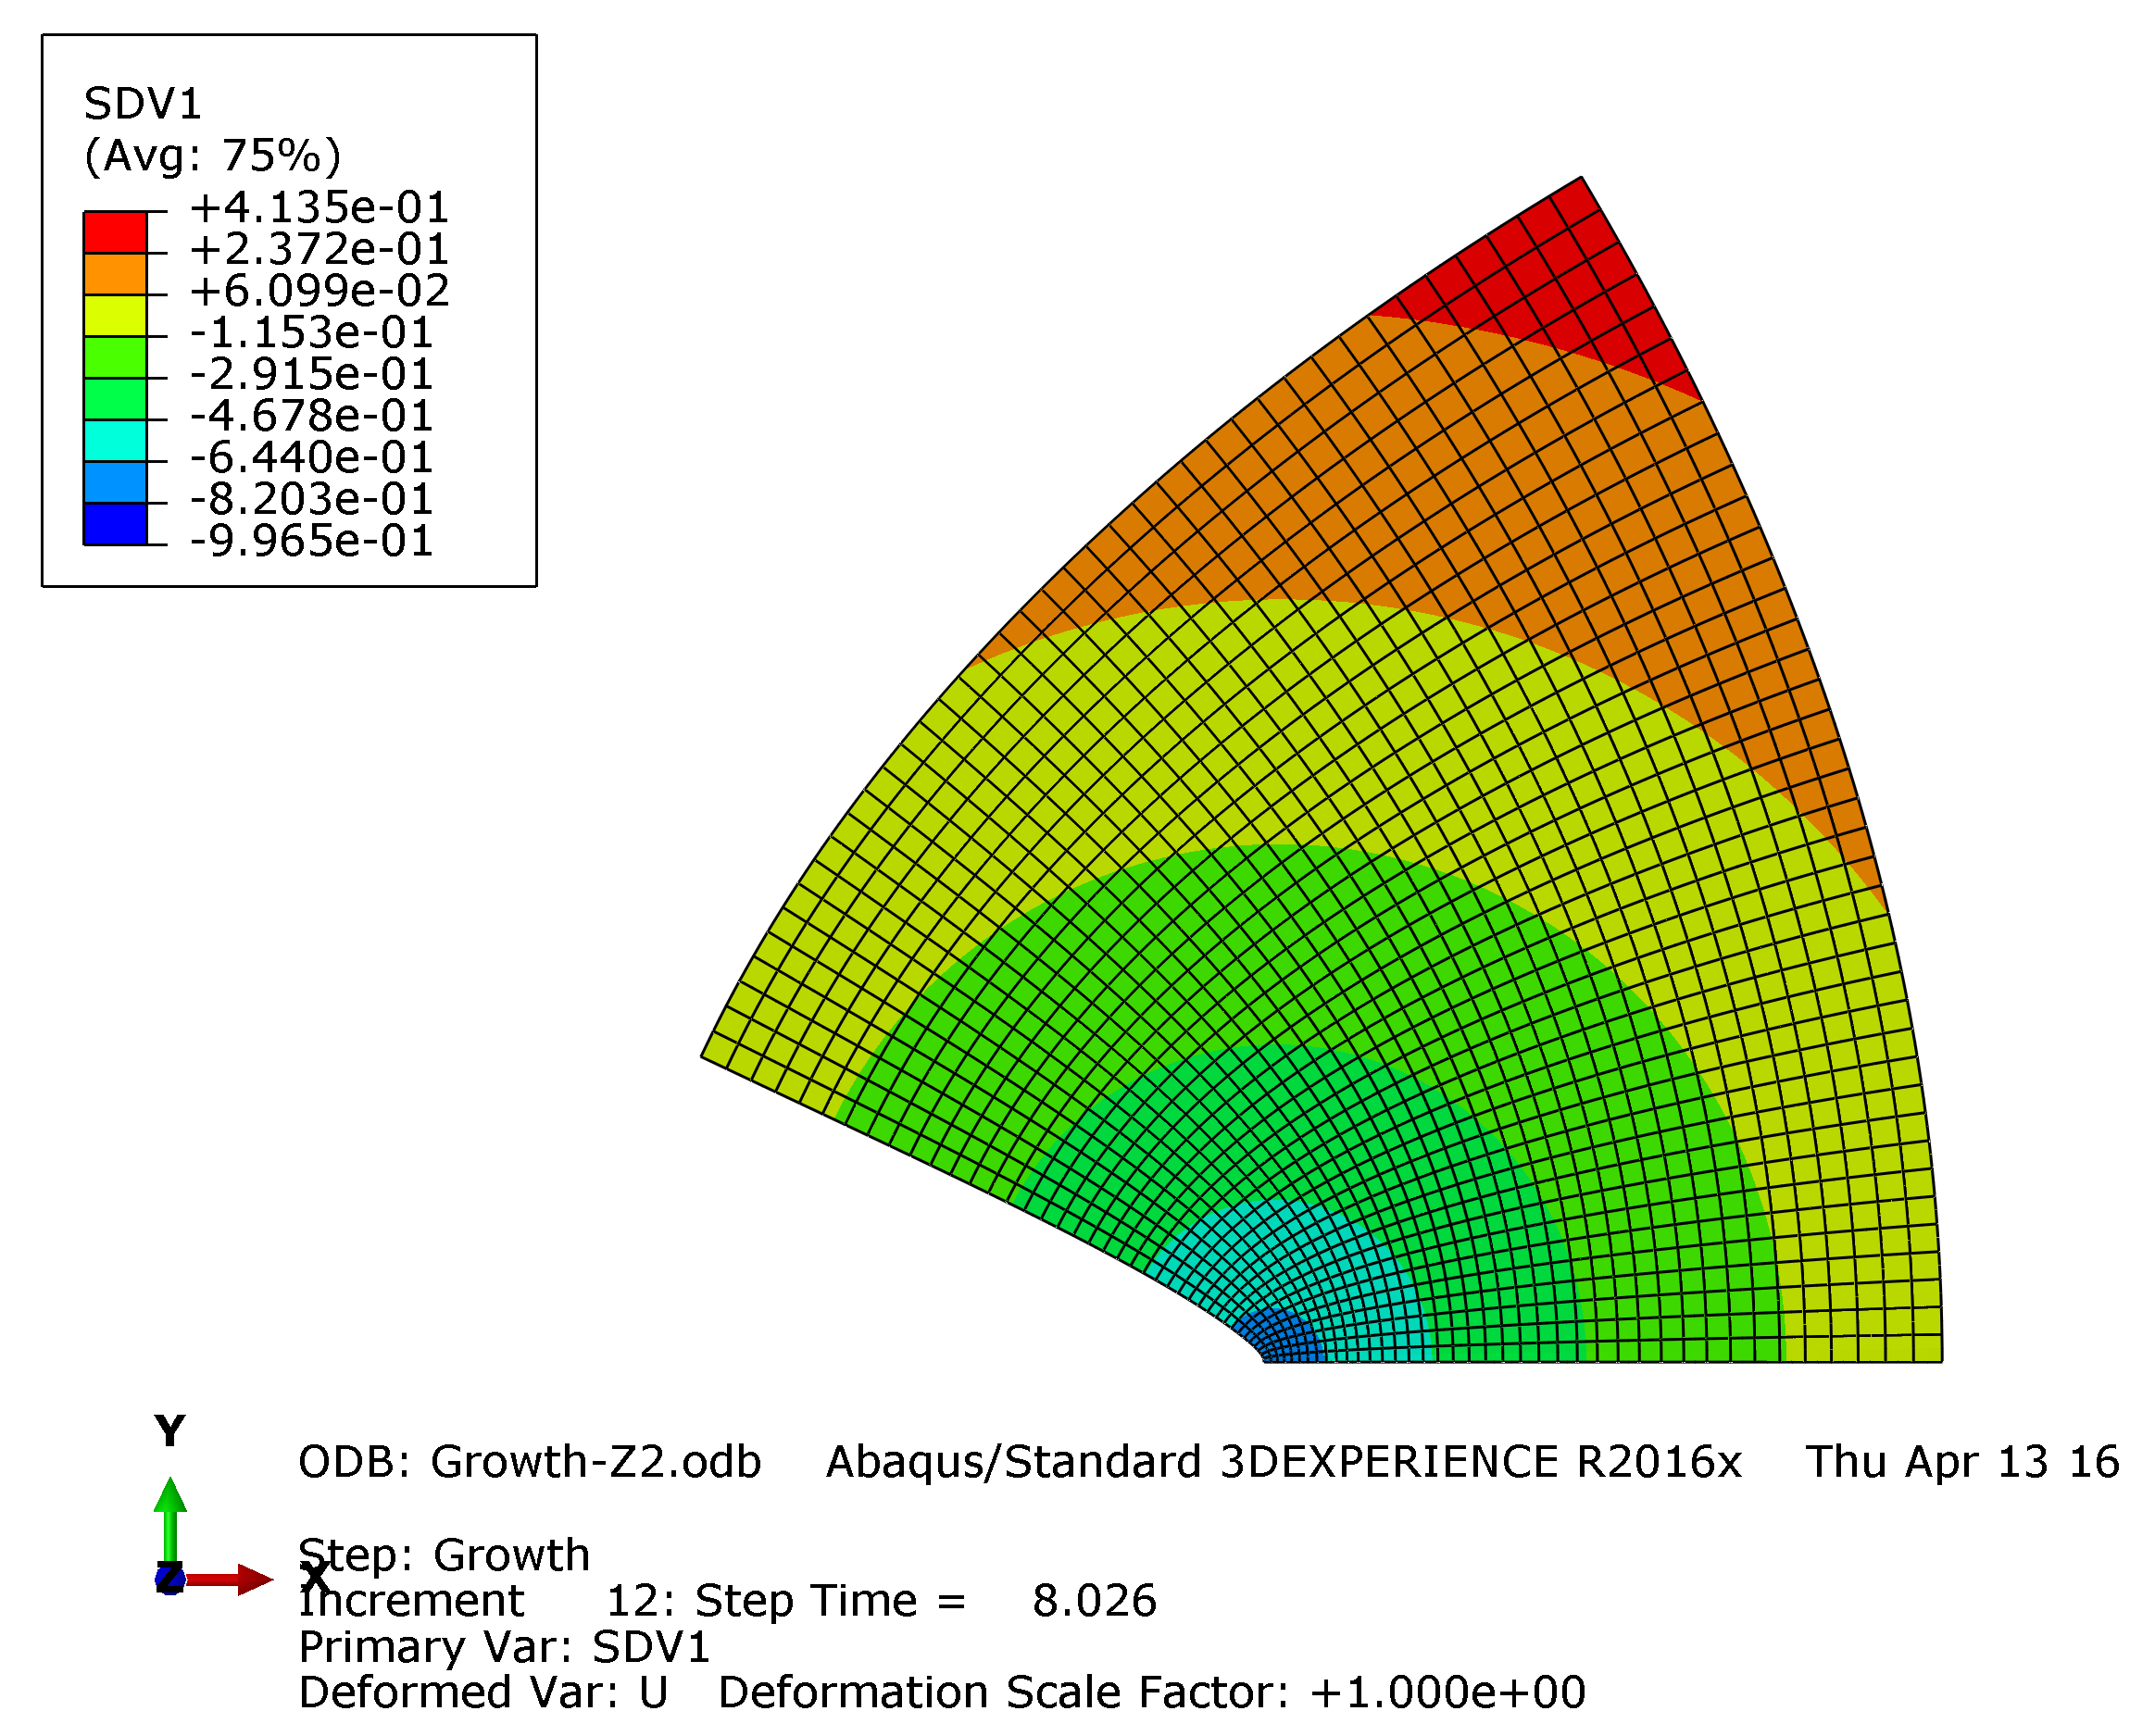 SDV1
(Avg: 75%)
+4.135e-01
+2.372e-01
+6.099e-02
-1.153e-01
-2.915e-01
-4.678e-01
-6.440e-01
-8.203e-01
-9.965e-01
Y
Z
X
ODB: Growth-Z2.odb Abaqus/Standard 3DEXPERIENCE R2016x Thu Apr 13 16
Step: Growth
Increment 12: Step Time = 8.026
Primary Var: SDV1
Deformed Var: U Deformation Scale Factor: +1.000e+00